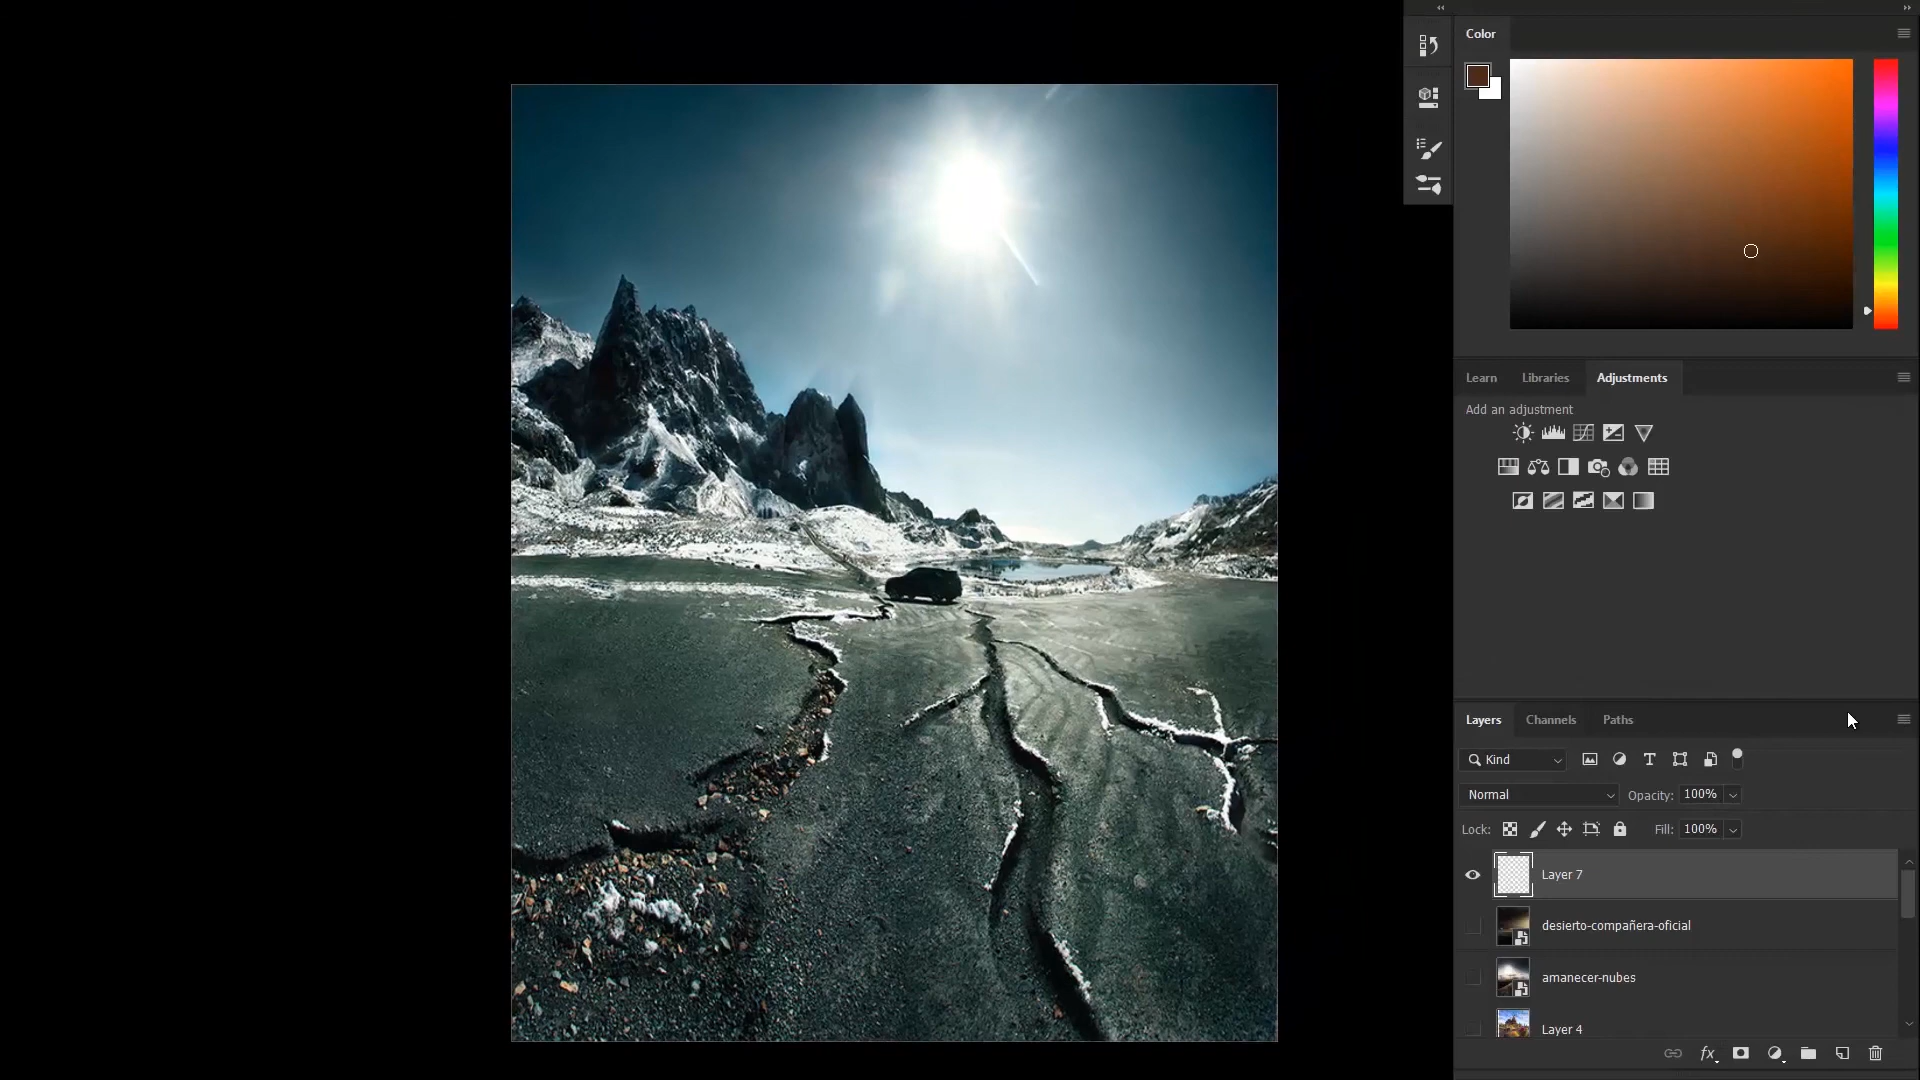 Color
Learn Libraries Adjustments
Add an adjustment
Layers Channels Paths
Kind
Normal Opacity: 100%
Lock: Fill: 100%
Layer 7
desierto-compañera-oficial
amanecer-nubes
Layer 4
fx